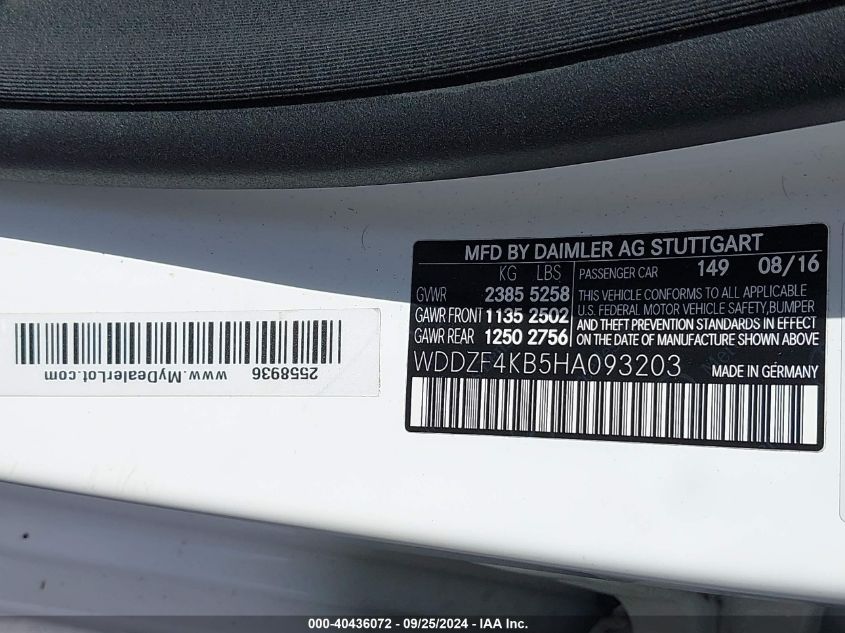 MFD BY DAIMLER AG STUTTGART
KG LBS
GVWR 2385 5258
GAWR FRONT 1135 2502
GAWR REAR 1250 2756
PASSENGER CAR 149 08/16
THIS VEHICLE CONFORMS TO ALL APPLICABLE
U.S. FEDERAL MOTOR VEHICLE SAFETY,BUMPER
AND THEFT PREVENTION STANDARDS IN EFFECT
ON THE DATE OF MANUFACTURE SHOWN ABOVE
WDDZF4KB5HA093203 MADE IN GERMANY
2558936
www.MyDealerLot.com
000-40436072 - 09/25/2024 - IAA Inc.